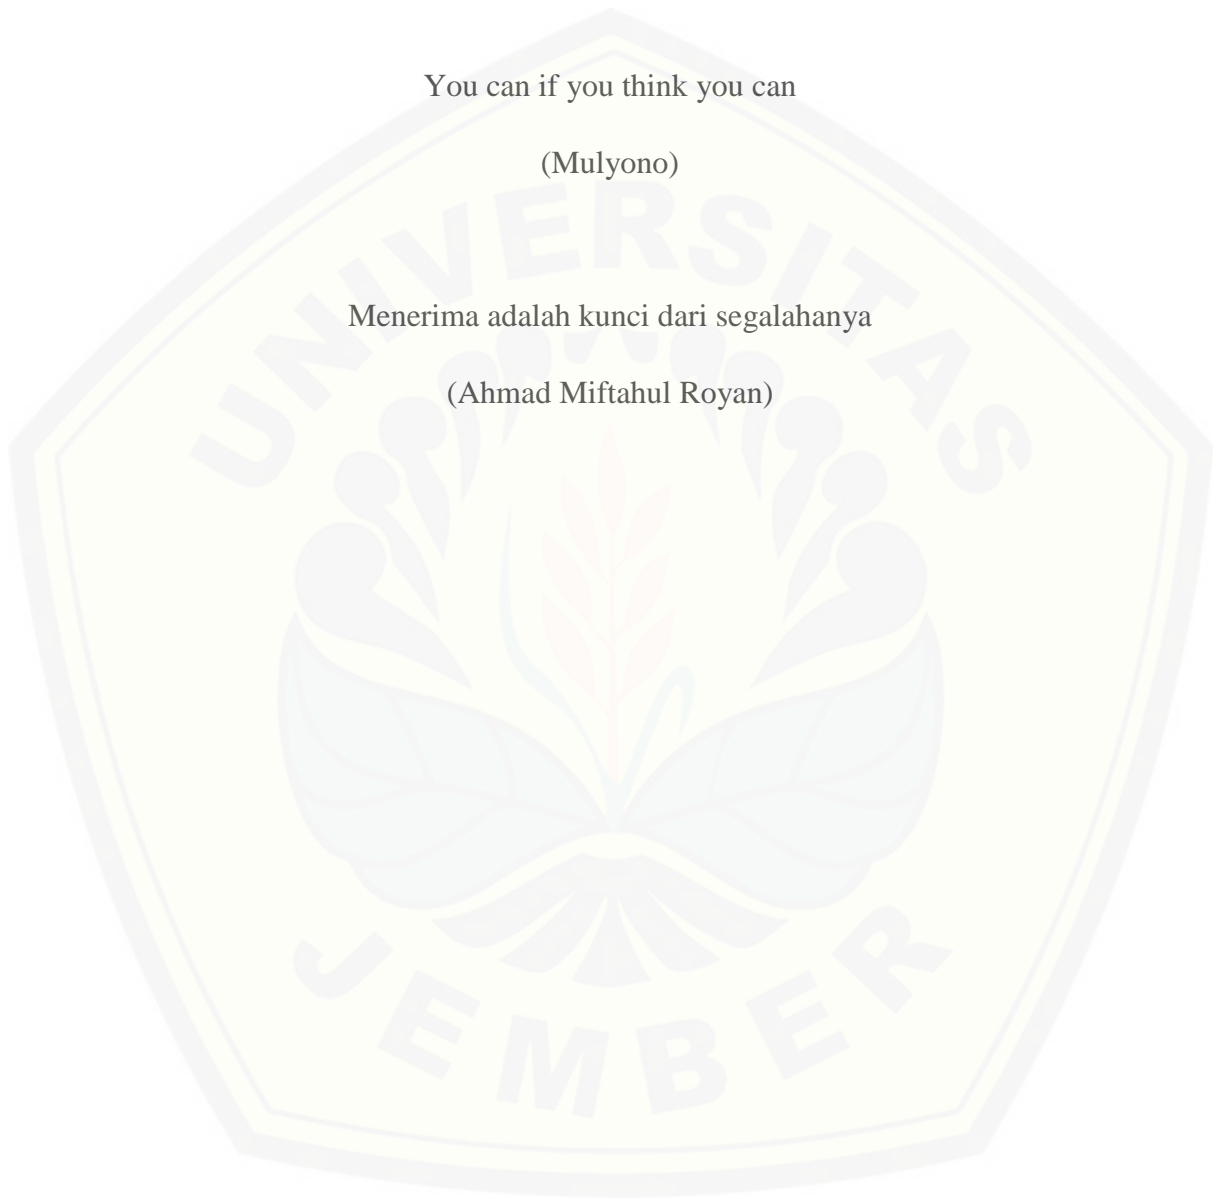 You can if you think you can
(Mulyono)
Menerima adalah kunci dari segalahanya
(Ahmad Miftahul Royan)
UNIVERSITAS
JEMBER